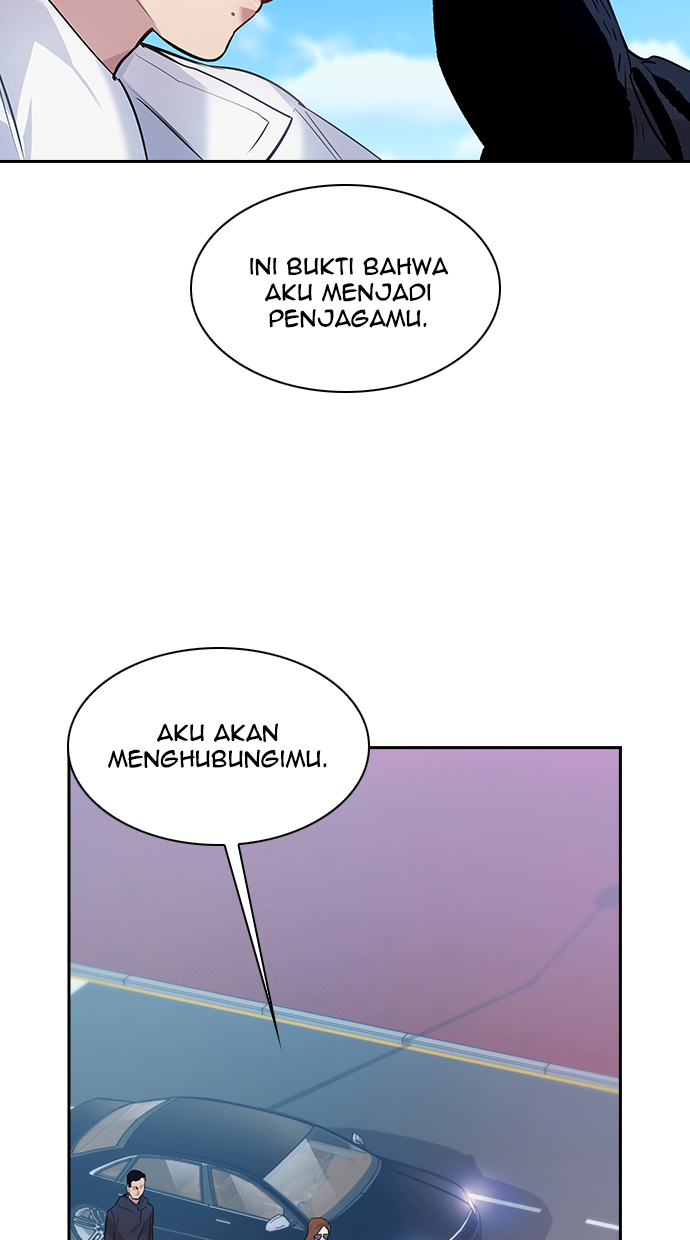 INI BUKTI BAHWA
AKU MENJADI
PENJAGAMU.
AKU AKAN
MENGHUBUNGIMU.